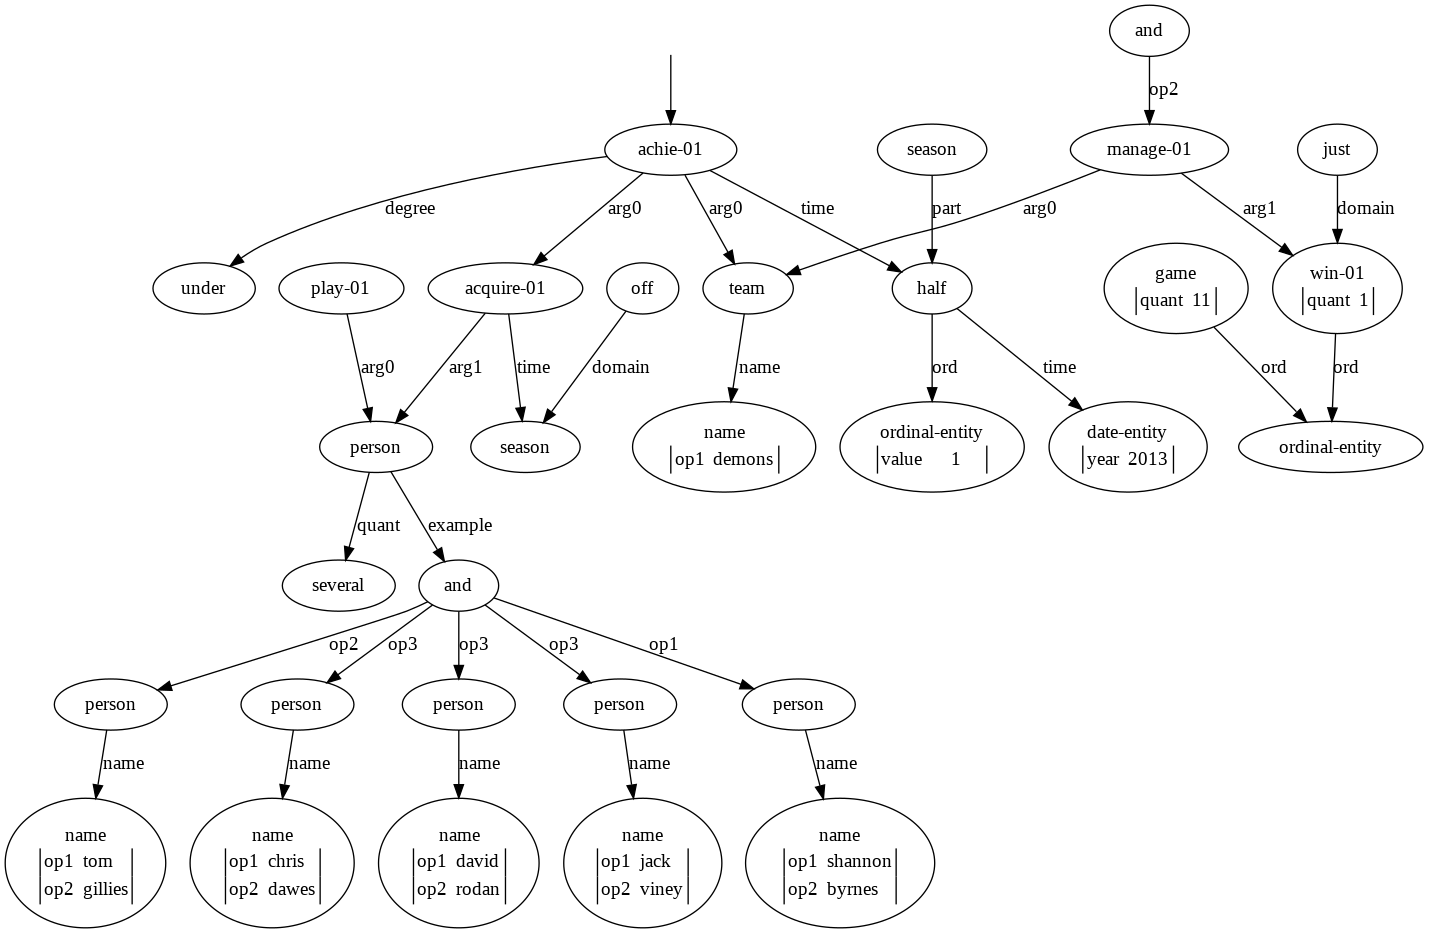 and
op2
achie-01
season
manage-01
just
degree
arg0
arg0
time
part
arg0
arg1
domain
under
play-01
acquire-01
off
team
half
game
quant 11
win-01
quant 1
arg0
arg1
time
domain
name
ord
time
ord
ord
person
season
name
op1 demons
ordinal-entity
value 1
date-entity
year 2013
ordinal-entity
quant
example
several
and
op2
op3
op3
op3
op1
person
person
person
person
person
name
name
name
name
name
name
op1 tom
op2 gillies
name
op1 chris
op2 dawes
name
op1 david
op2 rodan
name
op1 jack
op2 viney
name
op1 shannon
op2 byrnes